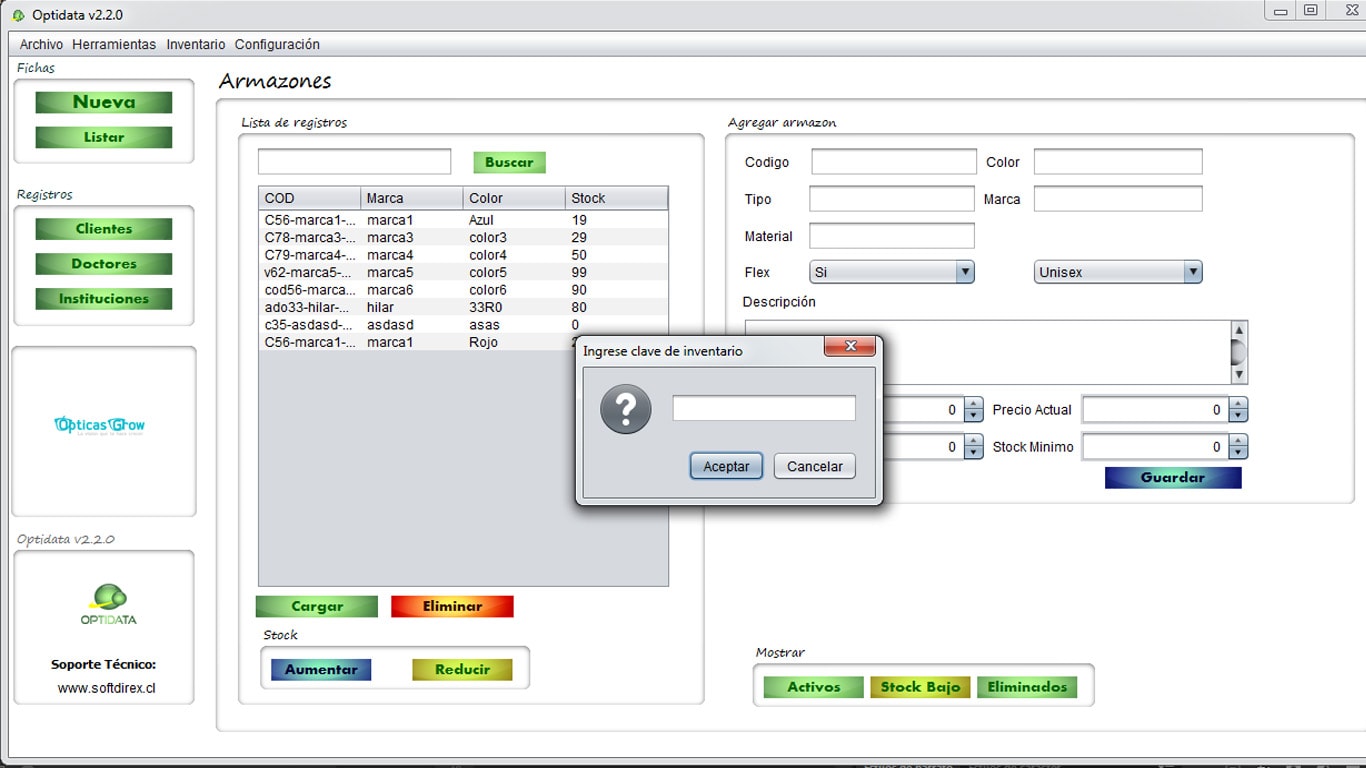 Optidata v2.2.0
Archivo Herramientas Inventario Configuración
Fichas
Nueva
Listar
Registros
Clientes
Doctores
Instituciones
Ópticas Grow
Optidata v2.2.0
OPTIDATA
Soporte Técnico:
www.softdirex.cl
Armazones
Lista de registros
Buscar
COD Marca Color Stock
C56-marca1-... marca1 Azul 19
C78-marca3-... marca3 color3 29
C79-marca4-... marca4 color4 50
v62-marca5-... marca5 color5 99
cod56-marca... marca6 color6 90
ado33-hilar-... hilar 33R0 80
c35-asdasd-... asdasd asas 0
C56-marca1-... marca1 Rojo
Cargar Eliminar
Stock
Aumentar Reducir
Agregar armazon
Codigo Color
Tipo Marca
Material
Flex Si Unisex
Descripción
0 Precio Actual 0
0 Stock Minimo 0
Guardar
Ingrese clave de inventario
?
Aceptar Cancelar
Mostrar
Activos Stock Bajo Eliminados